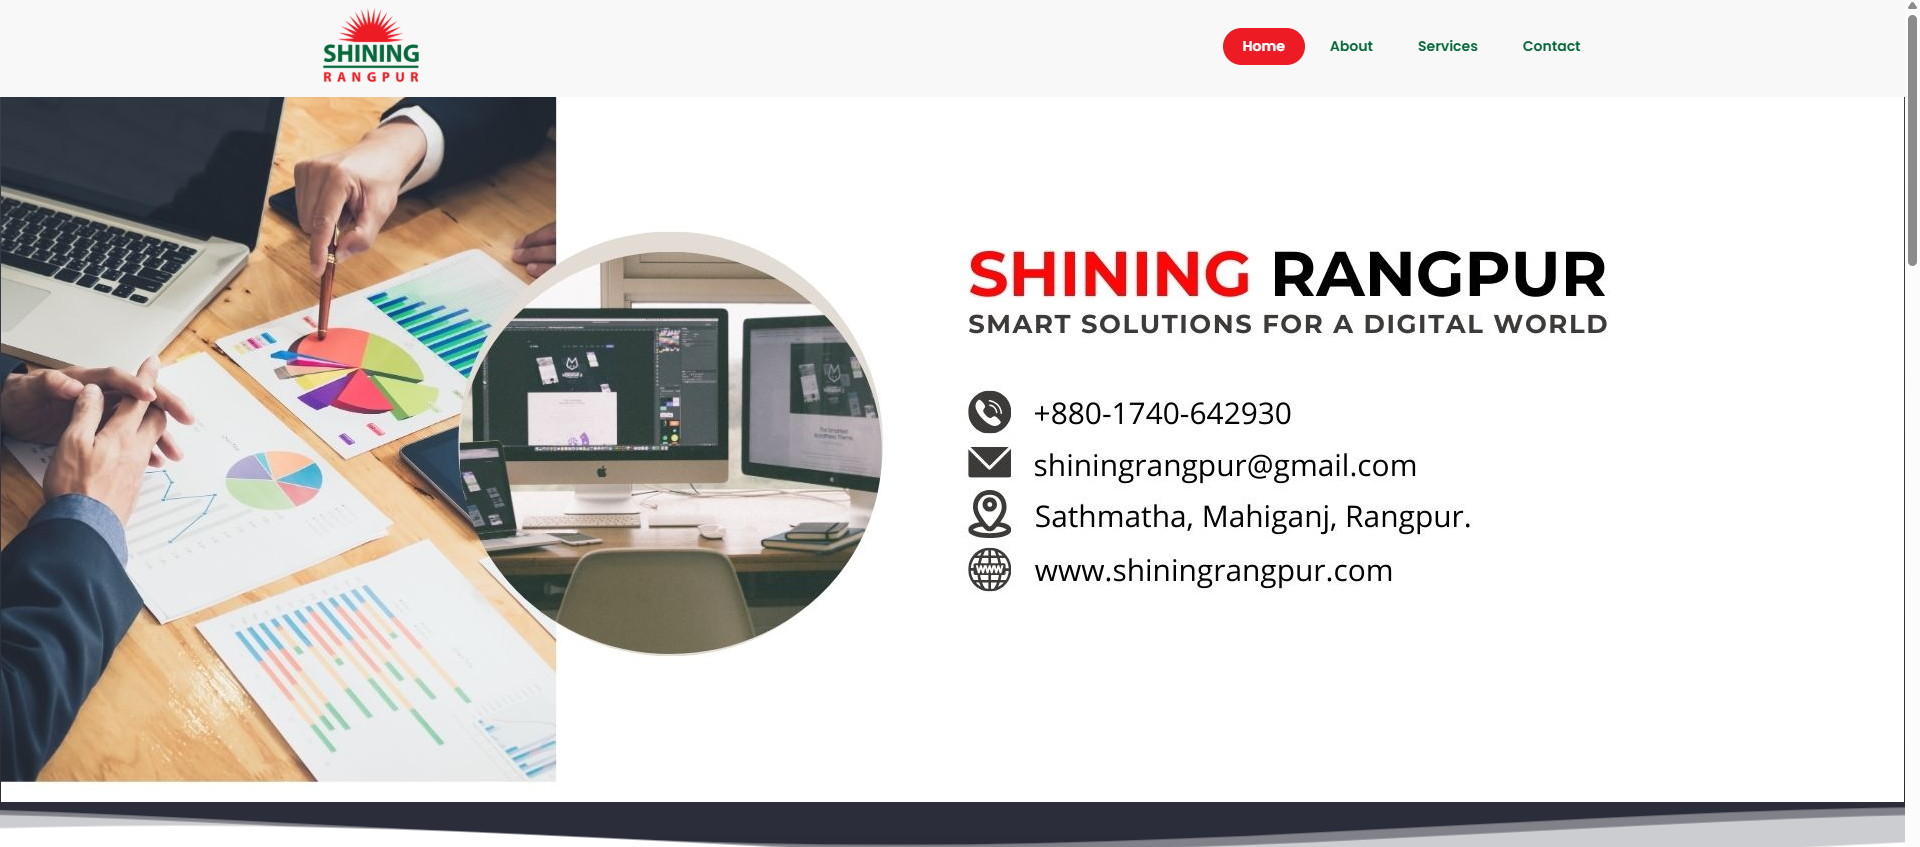 SHINING
RANGPUR
Home
About
Services
Contact
SHINING RANGPUR
SMART SOLUTIONS FOR A DIGITAL WORLD
+880-1740-642930
shiningrangpur@gmail.com
Sathmatha, Mahiganj, Rangpur.
WWW
www.shiningrangpur.com